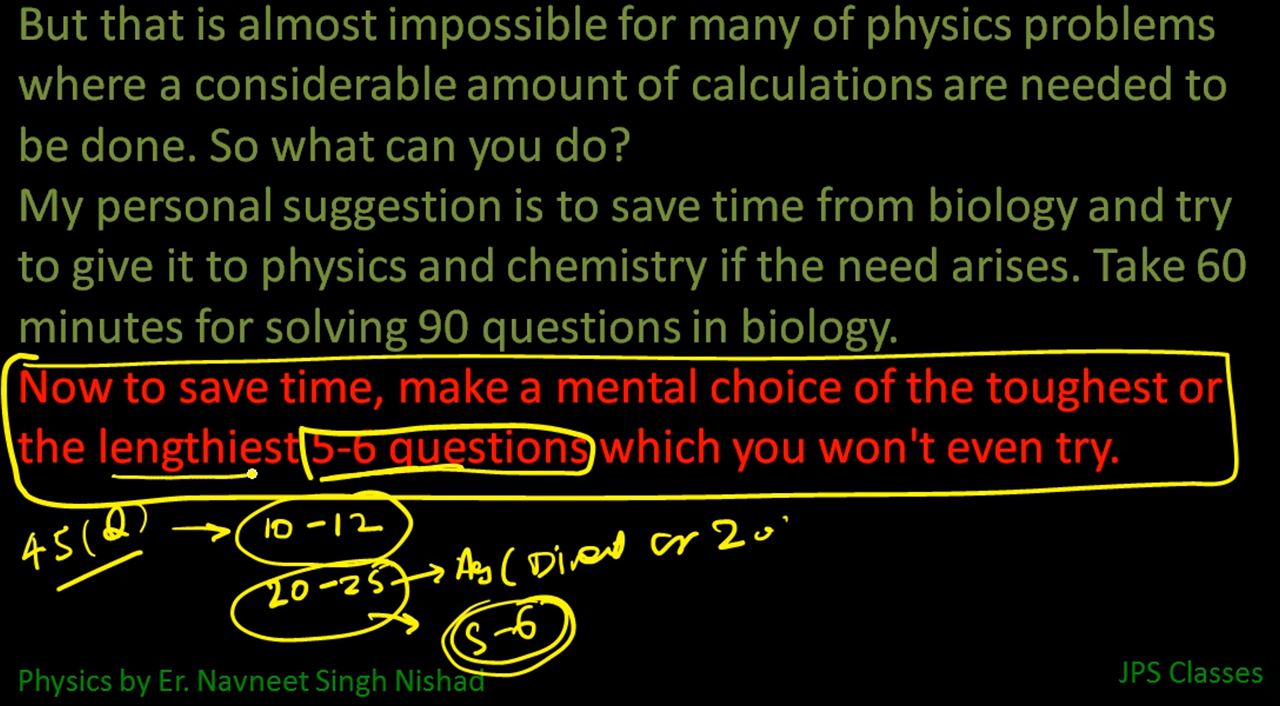 But that is almost impossible for many of physics problems
where a considerable amount of calculations are needed to
be done. So what can you do?
My personal suggestion is to save time from biology and try
to give it to physics and chemistry if the need arises. Take 60
minutes for solving 90 questions in biology.
Now to save time, make a mental choice of the toughest or
the lengthiest 5-6 questions which you won't even try.
45(Q) → 10-12
20-25 → (Direct or 20
5-6
Physics by Er. Navneet Singh Nishad
JPS Classes